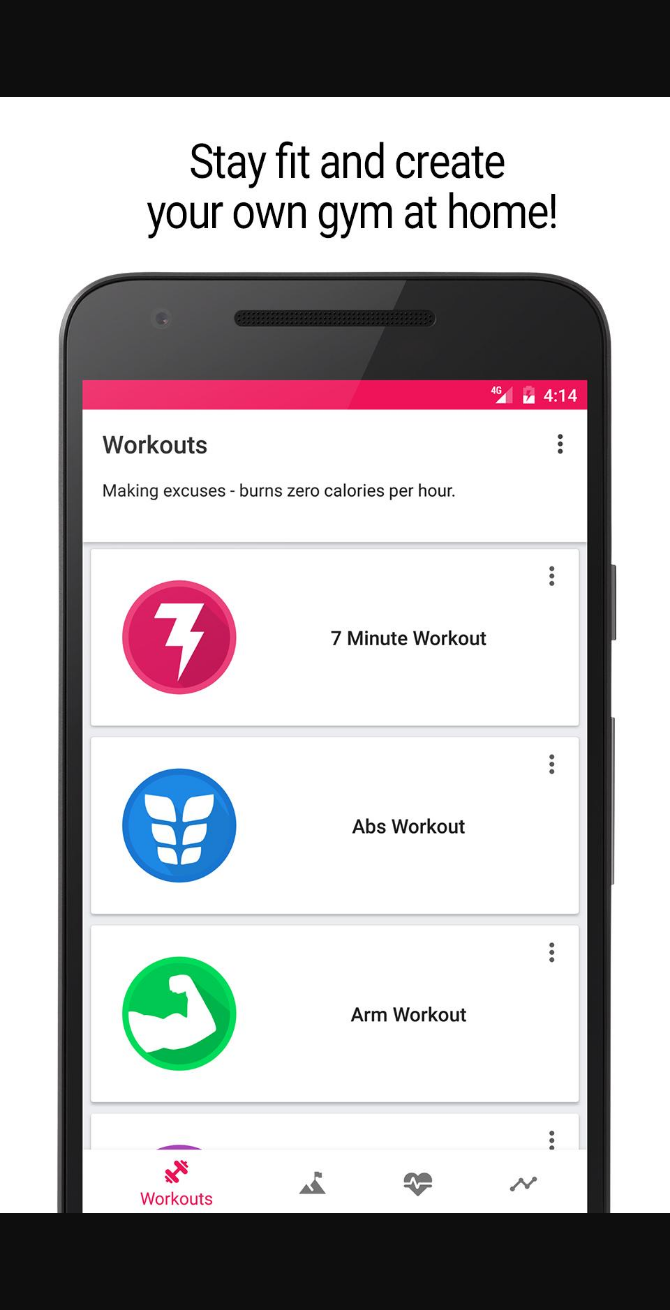 Stay fit and create
your own gym at home!
4G 4:14
Workouts
Making excuses - burns zero calories per hour.
7
7 Minute Workout
Abs Workout
Arm Workout
Workouts